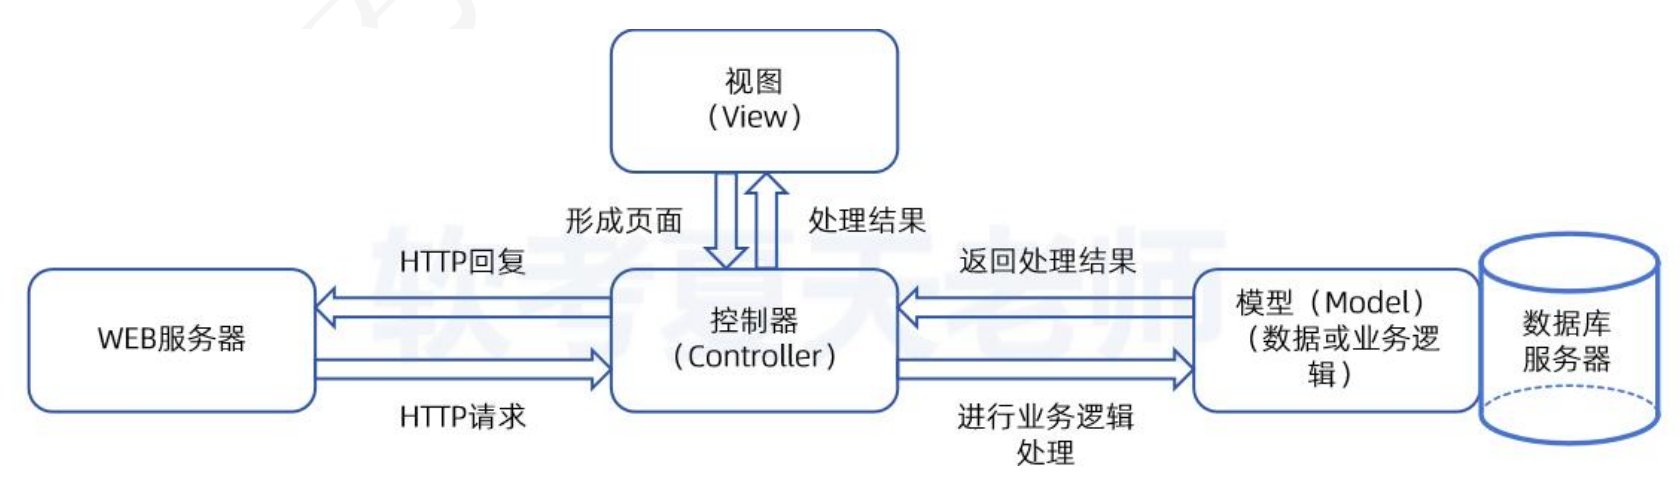 视图
（View）
形成页面
处理结果
HTTP回复
返回处理结果
WEB服务器
控制器
（Controller）
模型（Model）
（数据或业务逻
辑）
数据库
服务器
HTTP请求
进行业务逻辑
处理
软考夏天老师